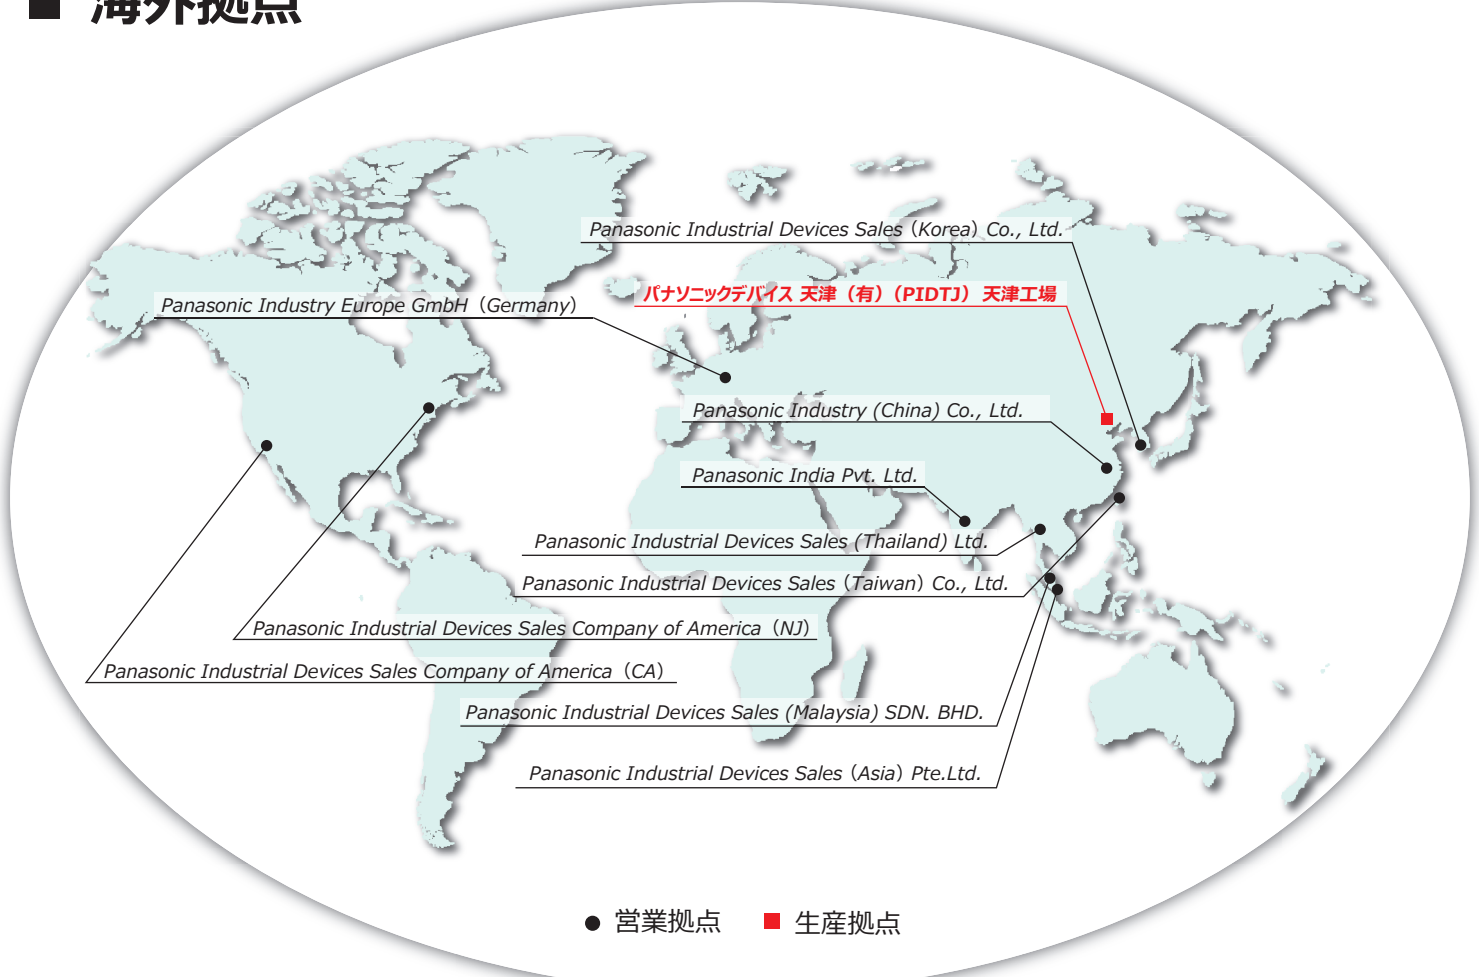 ■ 海外拠点
Panasonic Industrial Devices Sales（Korea）Co., Ltd.
パナソニックデバイス 天津（有）（PIDTJ） 天津工場
Panasonic Industry Europe GmbH（Germany）
Panasonic Industry (China) Co., Ltd.
Panasonic India Pvt. Ltd.
Panasonic Industrial Devices Sales (Thailand) Ltd.
Panasonic Industrial Devices Sales（Taiwan）Co., Ltd.
Panasonic Industrial Devices Sales Company of America（NJ）
Panasonic Industrial Devices Sales Company of America（CA）
Panasonic Industrial Devices Sales (Malaysia) SDN. BHD.
Panasonic Industrial Devices Sales（Asia）Pte.Ltd.
● 営業拠点 ■ 生産拠点